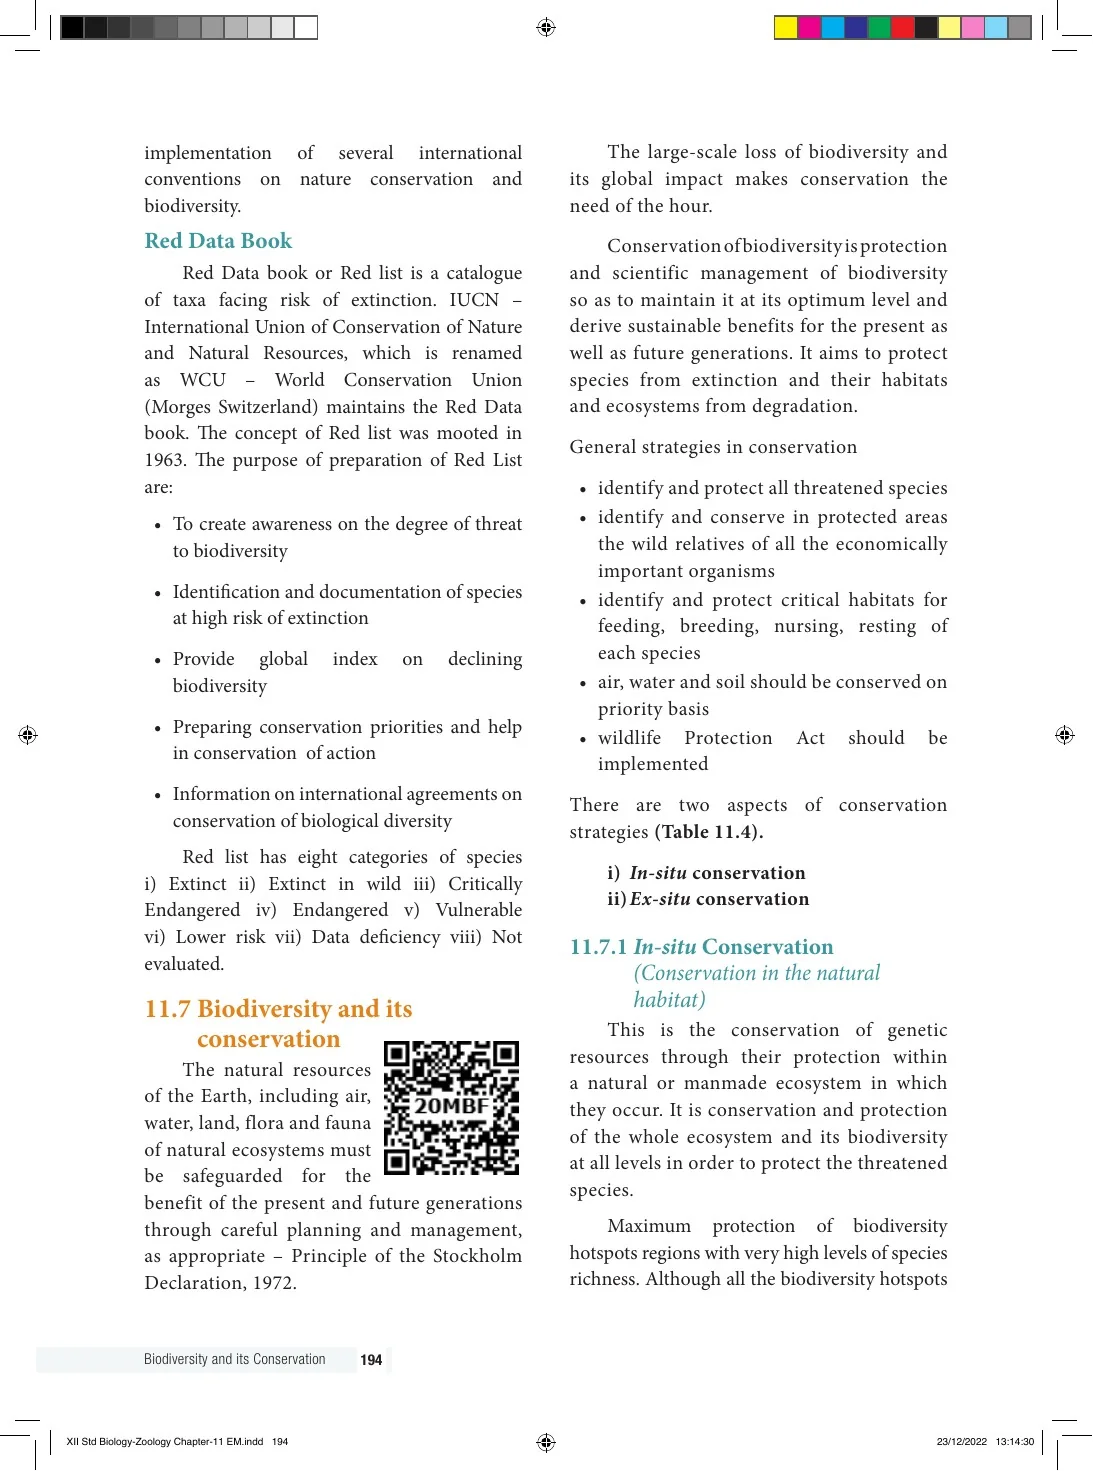 implementation of several international
conventions on nature conservation and
biodiversity.
Red Data Book
Red Data book or Red list is a catalogue
of taxa facing risk of extinction. IUCN –
International Union of Conservation of Nature
and Natural Resources, which is renamed
as WCU – World Conservation Union
(Morges Switzerland) maintains the Red Data
book. The concept of Red list was mooted in
1963. The purpose of preparation of Red List
are:
• To create awareness on the degree of threat
to biodiversity
• Identification and documentation of species
at high risk of extinction
• Provide global index on declining
biodiversity
• Preparing conservation priorities and help
in conservation of action
• Information on international agreements on
conservation of biological diversity
Red list has eight categories of species
i) Extinct ii) Extinct in wild iii) Critically
Endangered iv) Endangered v) Vulnerable
vi) Lower risk vii) Data deficiency viii) Not
evaluated.
11.7 Biodiversity and its
conservation
The natural resources
of the Earth, including air,
water, land, flora and fauna
of natural ecosystems must
be safeguarded for the
benefit of the present and future generations
through careful planning and management,
as appropriate – Principle of the Stockholm
Declaration, 1972.
20MBF
The large-scale loss of biodiversity and
its global impact makes conservation the
need of the hour.
Conservation of biodiversity is protection
and scientific management of biodiversity
so as to maintain it at its optimum level and
derive sustainable benefits for the present as
well as future generations. It aims to protect
species from extinction and their habitats
and ecosystems from degradation.
General strategies in conservation
• identify and protect all threatened species
• identify and conserve in protected areas
the wild relatives of all the economically
important organisms
• identify and protect critical habitats for
feeding, breeding, nursing, resting of
each species
• air, water and soil should be conserved on
priority basis
• wildlife Protection Act should be
implemented
There are two aspects of conservation
strategies (Table 11.4).
i) In-situ conservation
ii) Ex-situ conservation
11.7.1 In-situ Conservation
(Conservation in the natural
habitat)
This is the conservation of genetic
resources through their protection within
a natural or manmade ecosystem in which
they occur. It is conservation and protection
of the whole ecosystem and its biodiversity
at all levels in order to protect the threatened
species.
Maximum protection of biodiversity
hotspots regions with very high levels of species
richness. Although all the biodiversity hotspots
Biodiversity and its Conservation 194
XII Std Biology-Zoology Chapter-11 EM.indd 194
23/12/2022 13:14:30